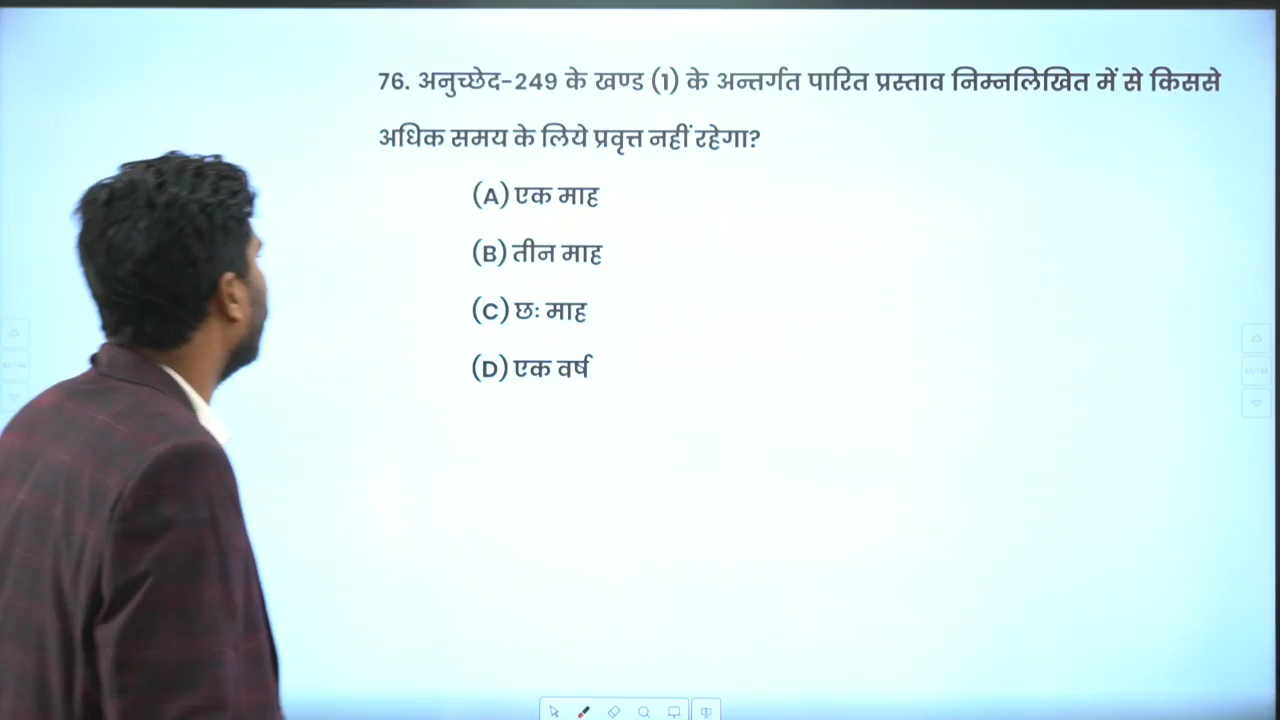 76. अनुच्छेद-249 के खण्ड (1) के अन्तर्गत पारित प्रस्ताव निम्नलिखित में से किससे
अधिक समय के लिये प्रवृत्त नहीं रहेगा?
(A) एक माह
(B) तीन माह
(C) छः माह
(D) एक वर्ष